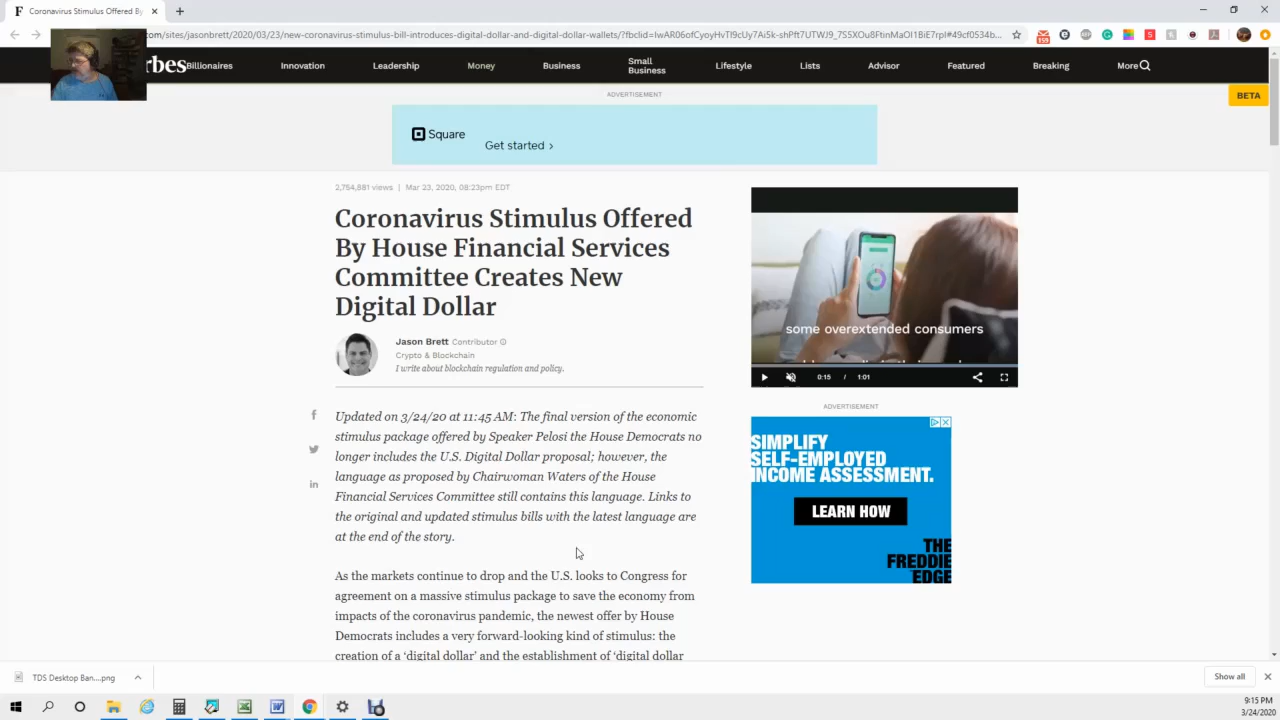 Coronavirus Stimulus Offered By
.com/sites/jasonbrett/2020/03/23/new-coronavirus-stimulus-bill-introduces-digital-dollar-and-digital-dollar-wallets/
159
rbes
Billionaires
Innovation
Leadership
Money
Business
Small
Business
Lifestyle
Lists
Advisor
Featured
Breaking
More
ADVERTISEMENT
BETA
Square
Get started >
2,754,881 views | Mar 23, 2020, 08:23pm EDT
Coronavirus Stimulus Offered
By House Financial Services
Committee Creates New
Digital Dollar
Jason Brett Contributor
Crypto & Blockchain
I write about blockchain regulation and policy.
Updated on 3/24/20 at 11:45 AM: The final version of the economic
stimulus package offered by Speaker Pelosi the House Democrats no
longer includes the U.S. Digital Dollar proposal; however, the
language as proposed by Chairwoman Waters of the House
Financial Services Committee still contains this language. Links to
the original and updated stimulus bills with the latest language are
at the end of the story.
As the markets continue to drop and the U.S. looks to Congress for
agreement on a massive stimulus package to save the economy from
impacts of the coronavirus pandemic, the newest offer by House
Democrats includes a very forward-looking kind of stimulus: the
creation of a ‘digital dollar’ and the establishment of ‘digital dollar
some overextended consumers
0:15 / 1:01
ADVERTISEMENT
SIMPLIFY
SELF-EMPLOYED
INCOME ASSESSMENT.
LEARN HOW
THE
FREDDIE
EDGE
TDS Desktop Ban....png
Show all
9:15 PM
3/24/2020